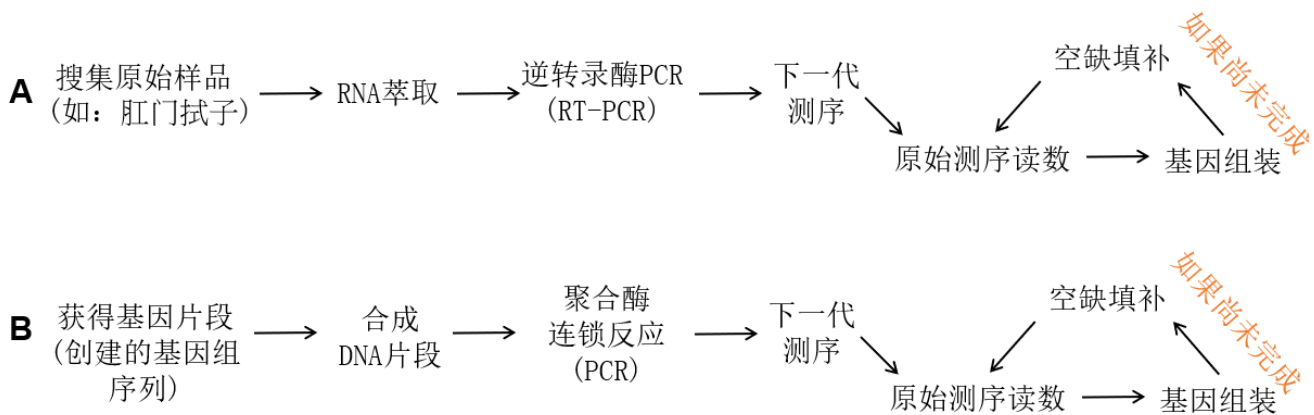 A
搜集原始样品
(如: 肛门拭子)
RNA萃取
逆转录酶PCR
(RT-PCR)
下一代
测序
原始测序读数
基因组装
空缺填补
如果尚未完成
B
获得基因片段
(创建的基因组
序列)
合成
DNA片段
聚合酶
连锁反应
(PCR)
下一代
测序
原始测序读数
基因组装
空缺填补
如果尚未完成